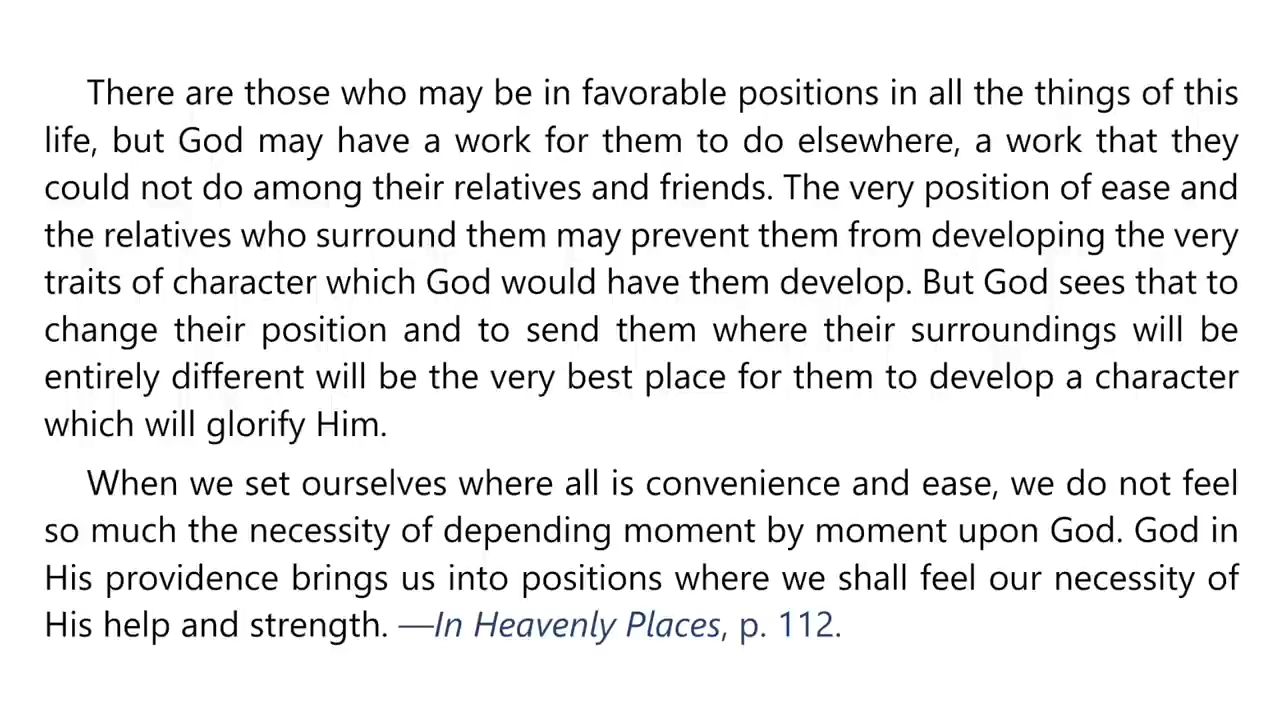 There are those who may be in favorable positions in all the things of this
life, but God may have a work for them to do elsewhere, a work that they
could not do among their relatives and friends. The very position of ease and
the relatives who surround them may prevent them from developing the very
traits of character which God would have them develop. But God sees that to
change their position and to send them where their surroundings will be
entirely different will be the very best place for them to develop a character
which will glorify Him.
When we set ourselves where all is convenience and ease, we do not feel
so much the necessity of depending moment by moment upon God. God in
His providence brings us into positions where we shall feel our necessity of
His help and strength. —In Heavenly Places, p. 112.